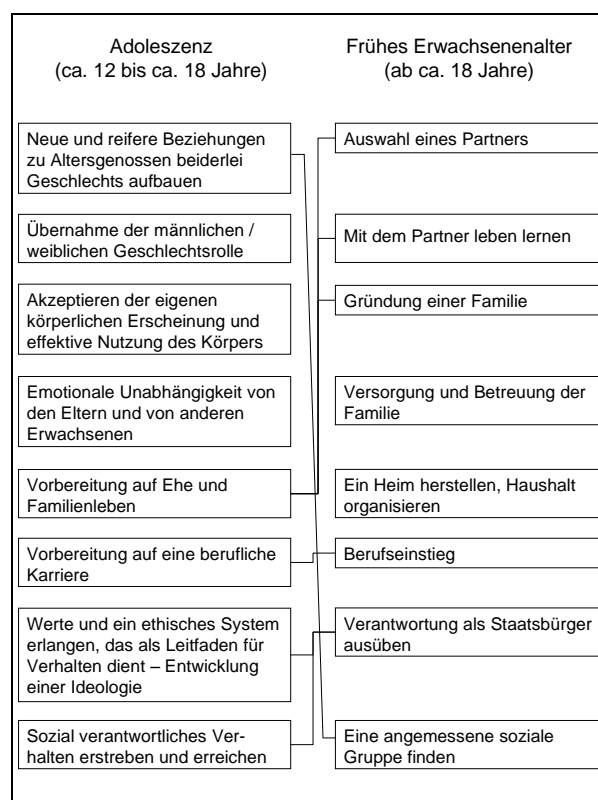 Adoleszenz
(ca. 12 bis ca. 18 Jahre)
Neue und reifere Beziehungen
zu Altersgenossen beiderlei
Geschlechts aufbauen
Übernahme der männlichen /
weiblichen Geschlechtsrolle
Akzeptieren der eigenen
körperlichen Erscheinung und
effektive Nutzung des Körpers
Emotionale Unabhängigkeit von
den Eltern und von anderen
Erwachsenen
Vorbereitung auf Ehe und
Familienleben
Vorbereitung auf eine berufliche
Karriere
Werte und ein ethisches System
erlangen, das als Leitfaden für
Verhalten dient – Entwicklung
einer Ideologie
Sozial verantwortliches Ver-
halten erstreben und erreichen
Frühes Erwachsenenalter
(ab ca. 18 Jahre)
Auswahl eines Partners
Mit dem Partner leben lernen
Gründung einer Familie
Versorgung und Betreuung der
Familie
Ein Heim herstellen, Haushalt
organisieren
Berufseinstieg
Verantwortung als Staatsbürger
ausüben
Eine angemessene soziale
Gruppe finden